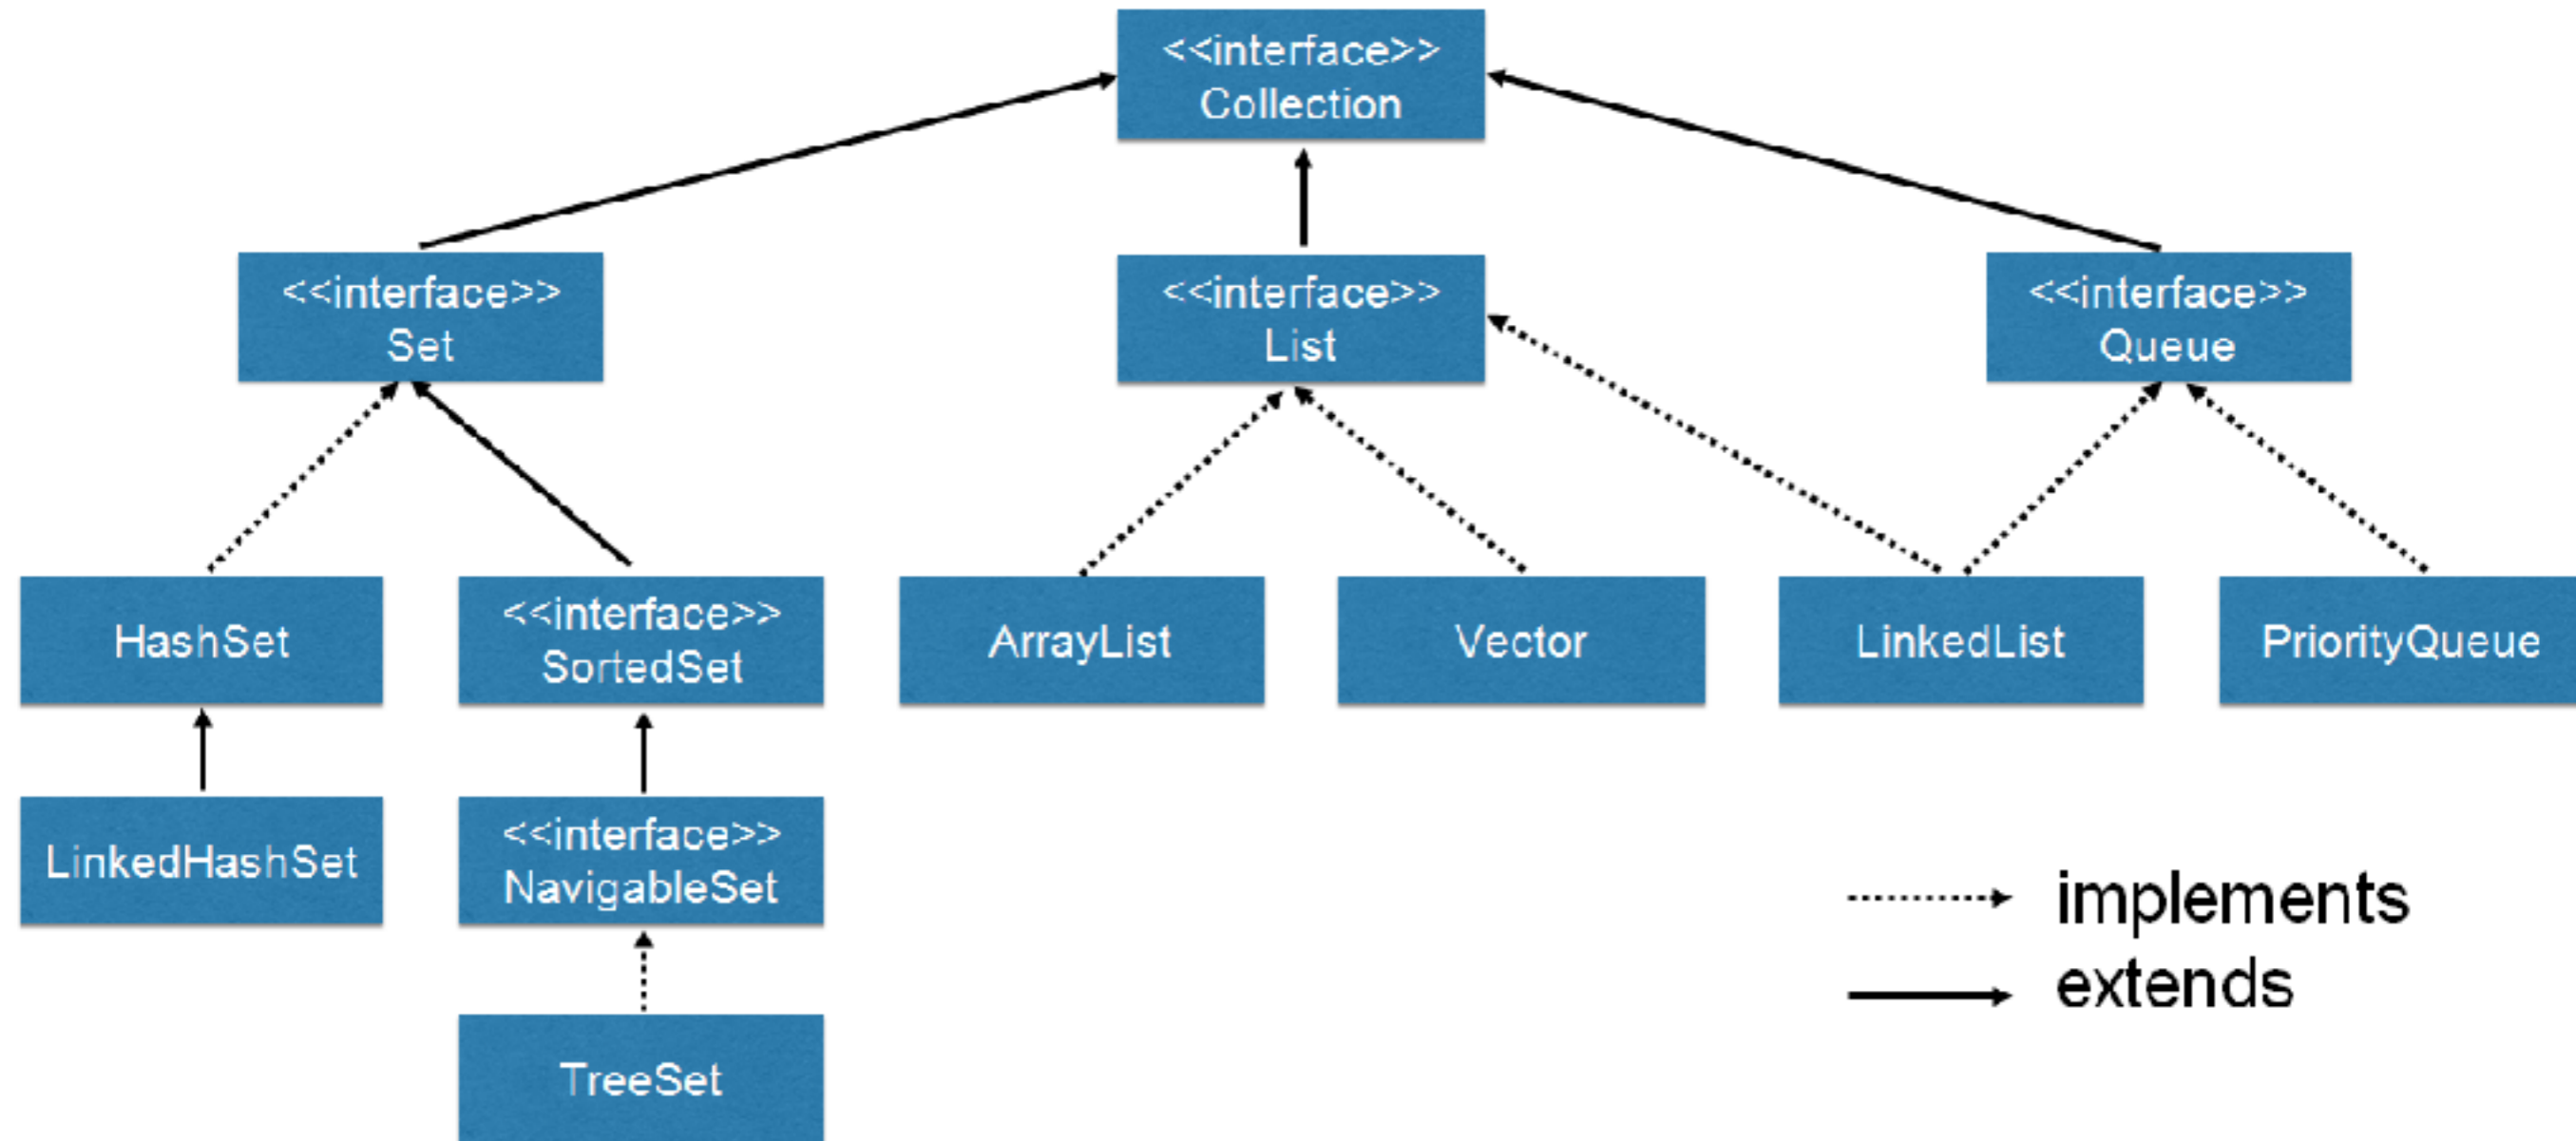 <<interface>>
Collection
<<interface>>
Set
<<interface>>
List
<<interface>>
Queue
HashSet
<<interface>>
SortedSet
ArrayList
Vector
LinkedList
PriorityQueue
LinkedHashSet
<<interface>>
NavigableSet
TreeSet
implements
extends